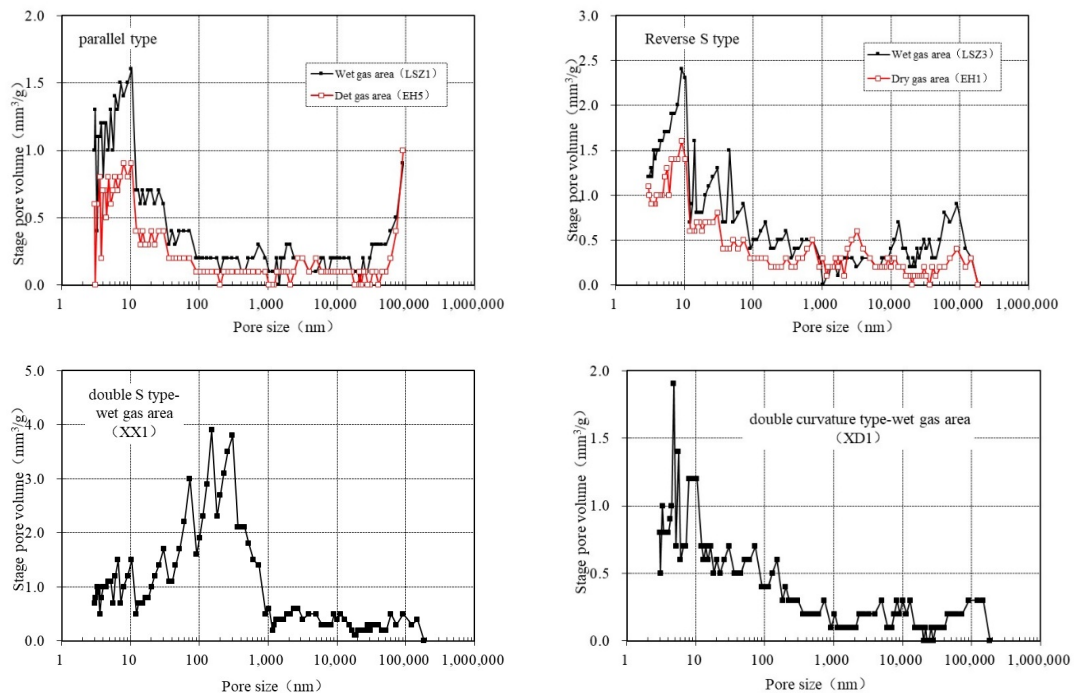 parallel type
Wet gas area（LSZ1）
Det gas area（EH5）
Stage pore volume（mm³/g）
2.0
1.5
1.0
0.5
0.0
1 10 100 1,000 10,000 100,000 1,000,000
Pore size（nm）
Reverse S type
Wet gas area（LSZ3）
Dry gas area（EH1）
Stage pore volume（mm³/g）
3.0
2.5
2.0
1.5
1.0
0.5
0.0
1 10 100 1,000 10,000 100,000 1,000,000
Pore size（nm）
double S type-
wet gas area
（XX1）
Stage pore volume（mm³/g）
5.0
4.0
3.0
2.0
1.0
0.0
1 10 100 1,000 10,000 100,000 1,000,000
Pore size（nm）
double curvature type-wet gas area
（XD1）
Stage pore volume（mm³/g）
2.0
1.5
1.0
0.5
0.0
1 10 100 1,000 10,000 100,000 1,000,000
Pore size（nm）